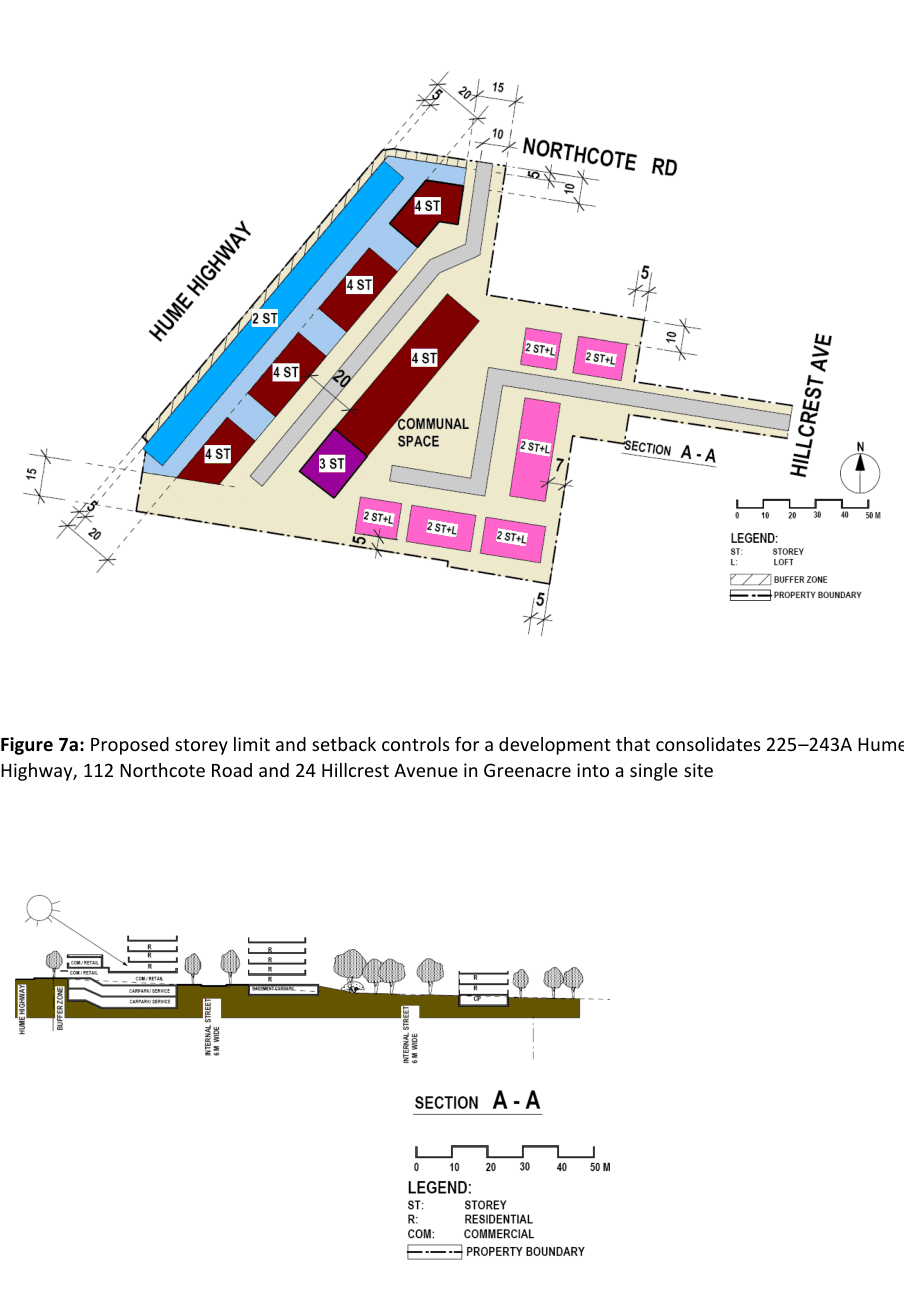 15
20
5
10
NORTHCOTE RD
5
10
4 ST
HUME HIGHWAY
4 ST
5
2 ST
10
2 ST+L
2 ST+L
4 ST
4 ST
20
HILLCREST AVE
COMMUNAL
SPACE
SECTION A - A
2 ST+L
4 ST
3 ST
7
N
15
5
20
2 ST+L
2 ST+L
2 ST+L
5
5
0 10 20 30 40 50 M
LEGEND:
ST: STOREY
L: LOFT
BUFFER ZONE
PROPERTY BOUNDARY
Figure 7a: Proposed storey limit and setback controls for a development that consolidates 225–243A Hume
Highway, 112 Northcote Road and 24 Hillcrest Avenue in Greenacre into a single site
R
R
R
COM./ RETAIL
COM./ RETAIL
COM./ RETAIL
CARPARK/ SERVICE
CARPARK/ SERVICE
R
R
R
R
BACEMENT CARPARK
R
R
CP
HUME HIGHWAY
BUFFER ZONE
INTERNAL STREET
6 M WIDE
INTERNAL STREET
6 M WIDE
SECTION A - A
0 10 20 30 40 50 M
LEGEND:
ST: STOREY
R: RESIDENTIAL
COM: COMMERCIAL
PROPERTY BOUNDARY